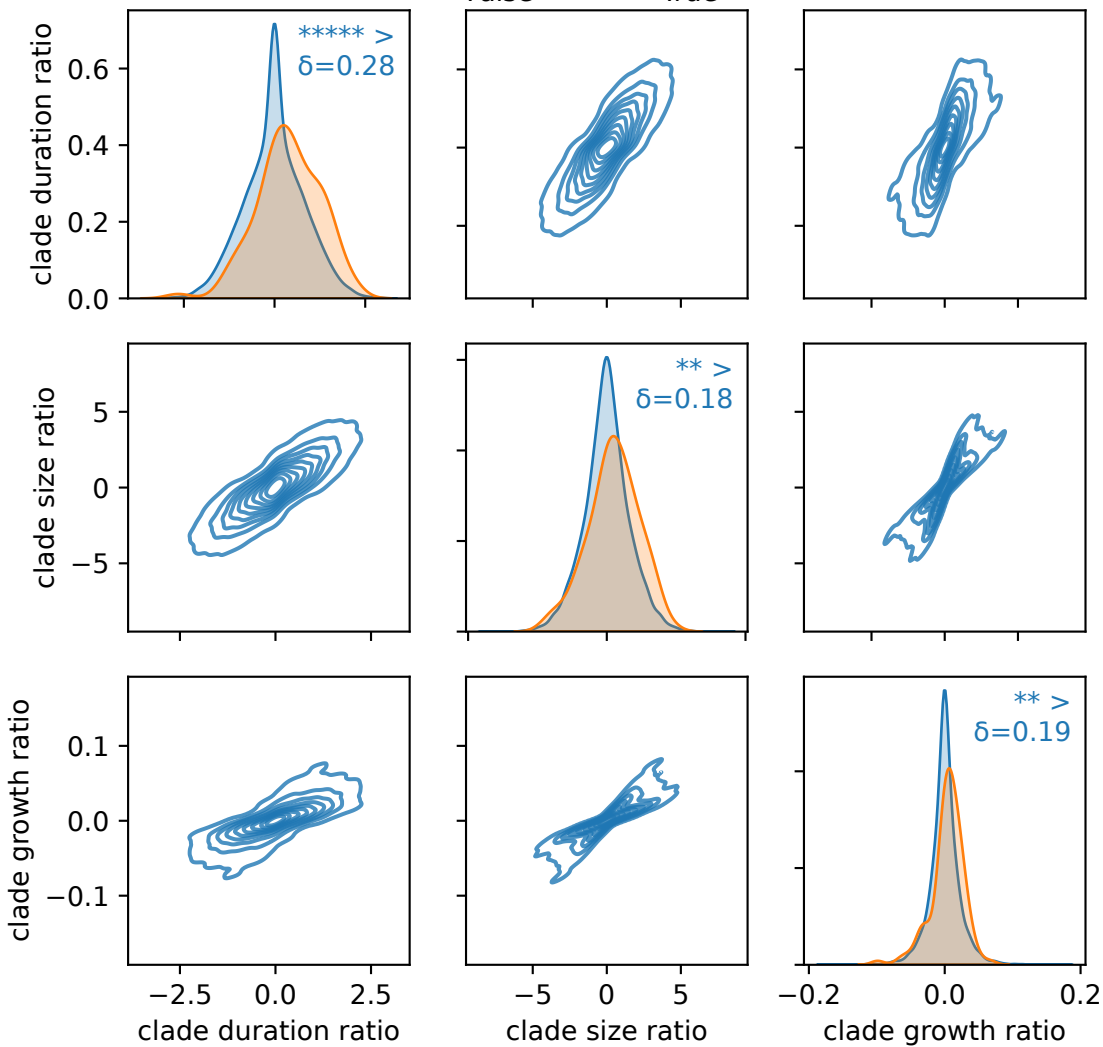 clade duration ratio
0.6
0.4
0.2
0.0
***** >
δ=0.28
clade size ratio
5
0
−5
** >
δ=0.18
clade growth ratio
0.1
0.0
−0.1
** >
δ=0.19
−2.5 0.0 2.5
−5 0 5
−0.2 0.0 0.2
clade duration ratio
clade size ratio
clade growth ratio